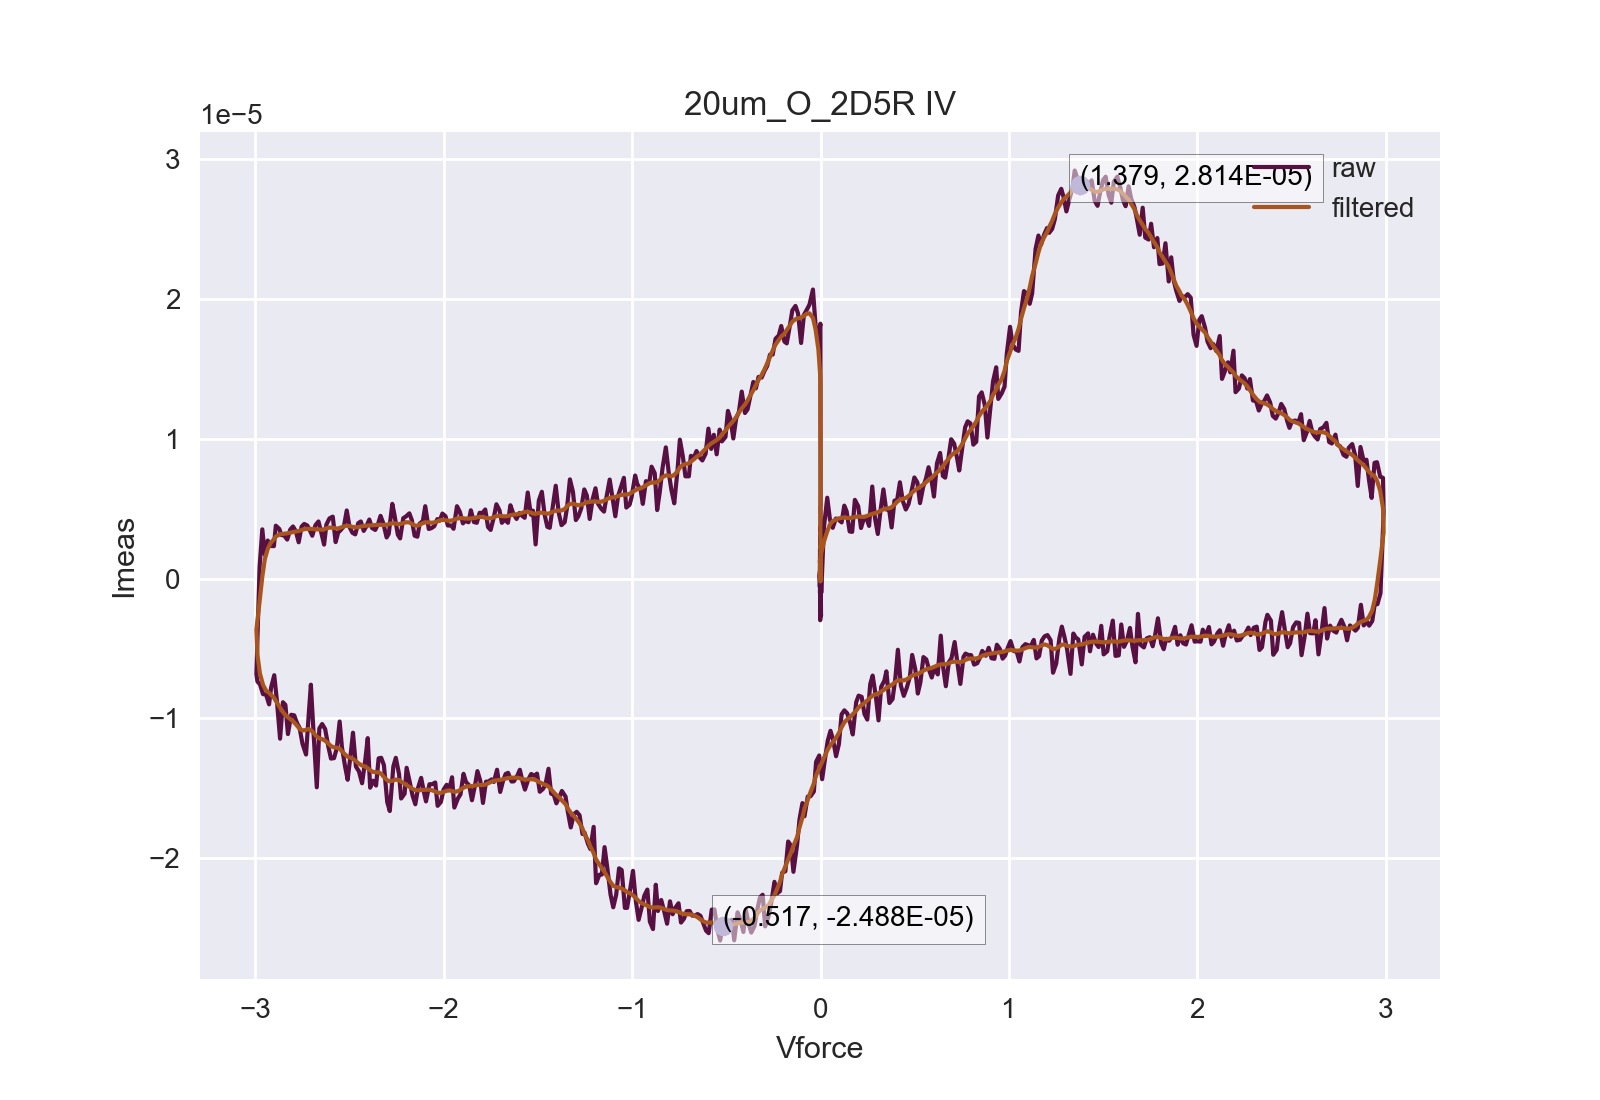 20um_O_2D5R IV
1e−5
(1.379, 2.814E-05)
raw
filtered
3
2
1
0
−1
−2
Imeas
(-0.517, -2.488E-05)
−3
−2
−1
0
1
2
3
Vforce